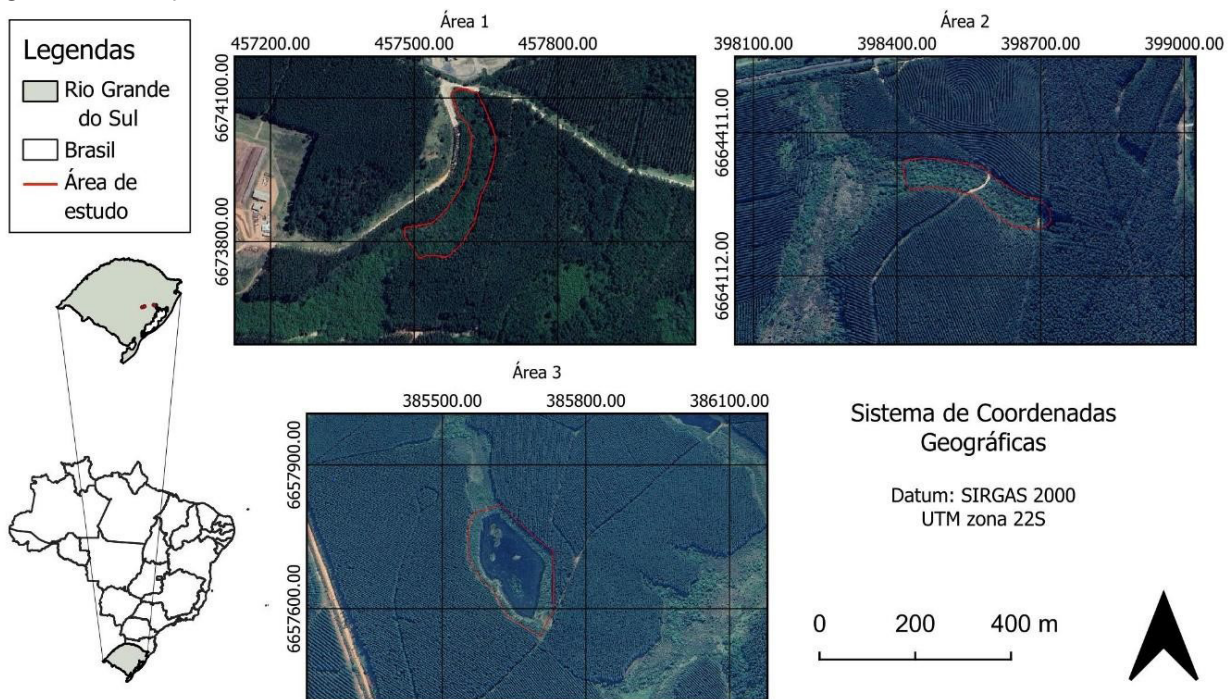 Legendas
Rio Grande
do Sul
Brasil
Área de
estudo
Área 1
457200.00 457500.00 457800.00
6674100.00
6673800.00
Área 2
398100.00 398400.00 398700.00 399000.00
6664411.00
6664112.00
Área 3
385500.00 385800.00 386100.00
6657900.00
6657600.00
Sistema de Coordenadas
Geográficas
Datum: SIRGAS 2000
UTM zona 22S
0 200 400 m